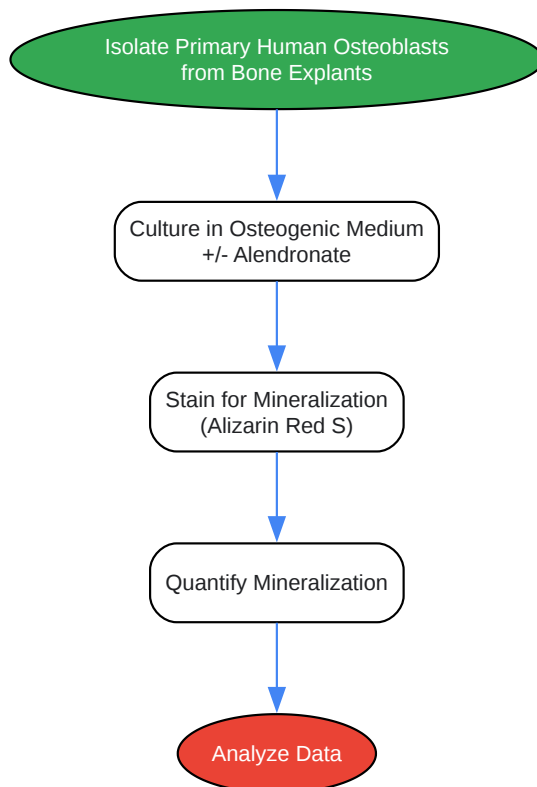 Isolate Primary Human Osteoblasts
from Bone Explants
Culture in Osteogenic Medium
+/- Alendronate
Stain for Mineralization
(Alizarin Red S)
Quantify Mineralization
Analyze Data